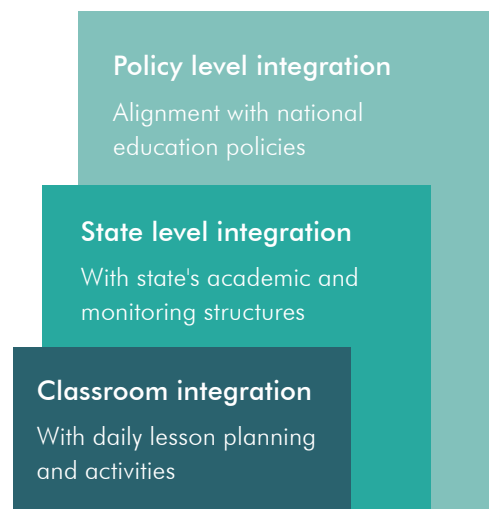 Policy level integration
Alignment with national
education policies
State level integration
With state's academic and
monitoring structures
Classroom integration
With daily lesson planning
and activities